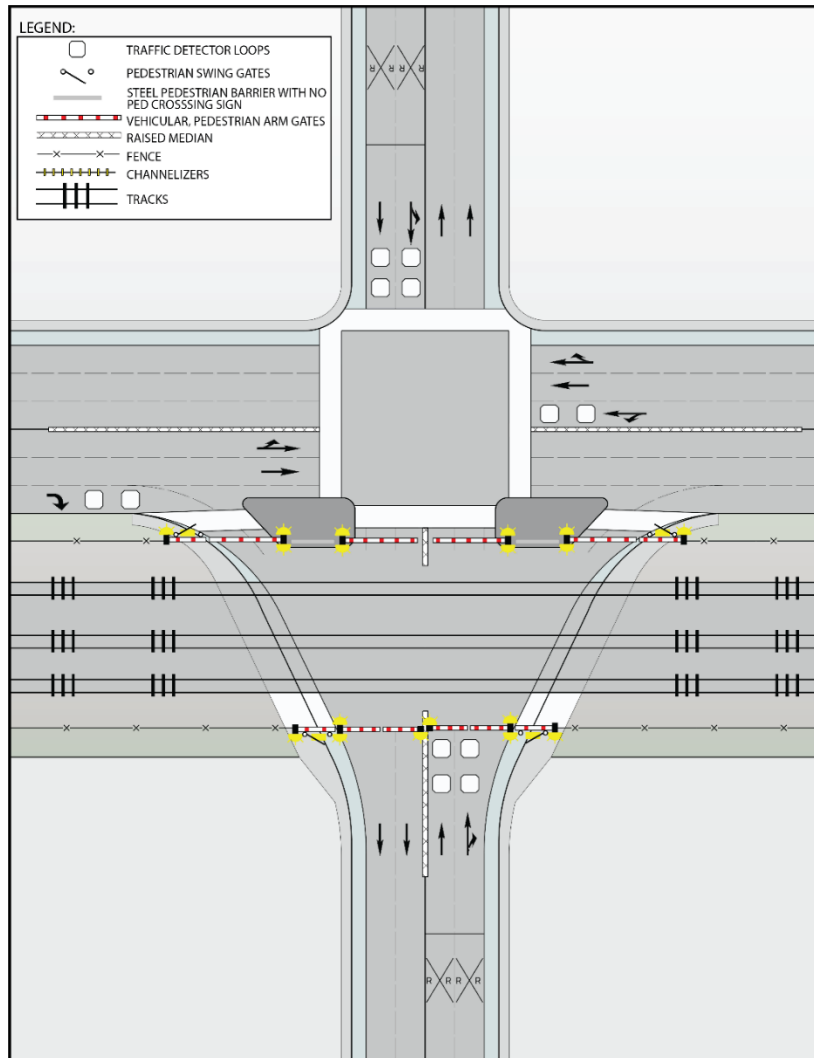 LEGEND:
TRAFFIC DETECTOR LOOPS
PEDESTRIAN SWING GATES
STEEL PEDESTRIAN BARRIER WITH NO
PED CROSSSING SIGN
VEHICULAR, PEDESTRIAN ARM GATES
RAISED MEDIAN
FENCE
CHANNELIZERS
TRACKS
R R R R
R R R R